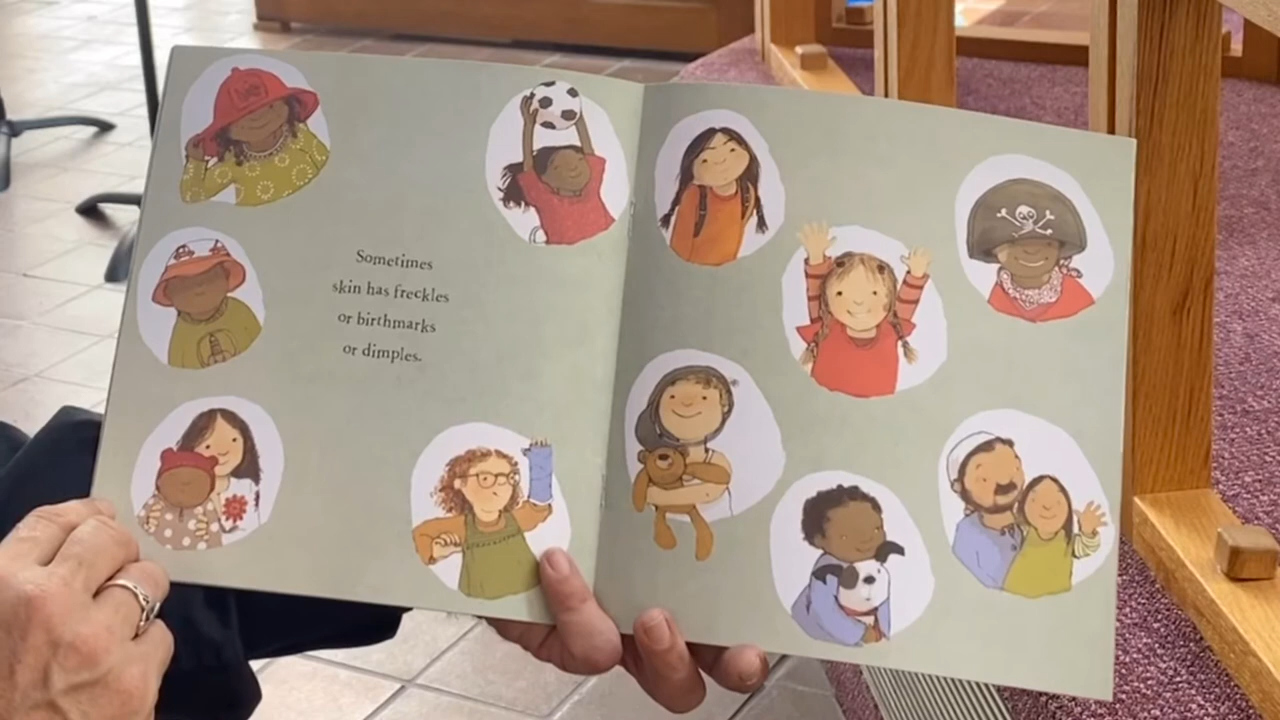 Sometimes
skin has freckles
or birthmarks
or dimples.